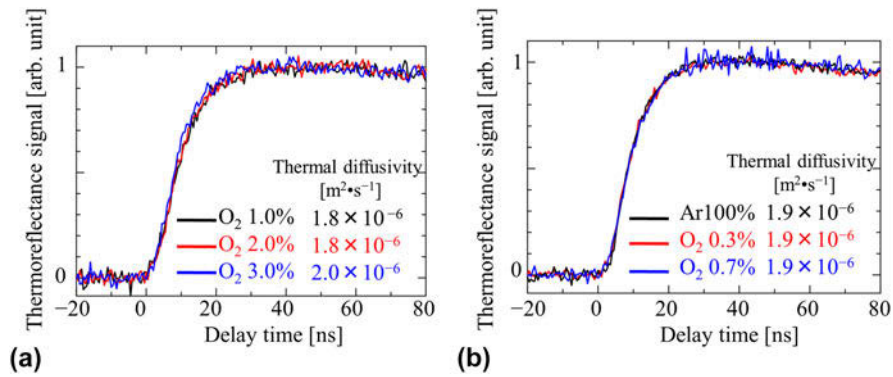 Thermoreflectance signal [arb. unit]
1
0
Thermal diffusivity
[m²•s⁻¹]
O₂ 1.0% 1.8×10⁻⁶
O₂ 2.0% 1.8×10⁻⁶
O₂ 3.0% 2.0×10⁻⁶
-20 0 20 40 60 80
Delay time [ns]
(a)
Thermoreflectance signal [arb. unit]
1
0
Thermal diffusivity
[m²•s⁻¹]
Ar100% 1.9×10⁻⁶
O₂ 0.3% 1.9×10⁻⁶
O₂ 0.7% 1.9×10⁻⁶
-20 0 20 40 60 80
Delay time [ns]
(b)